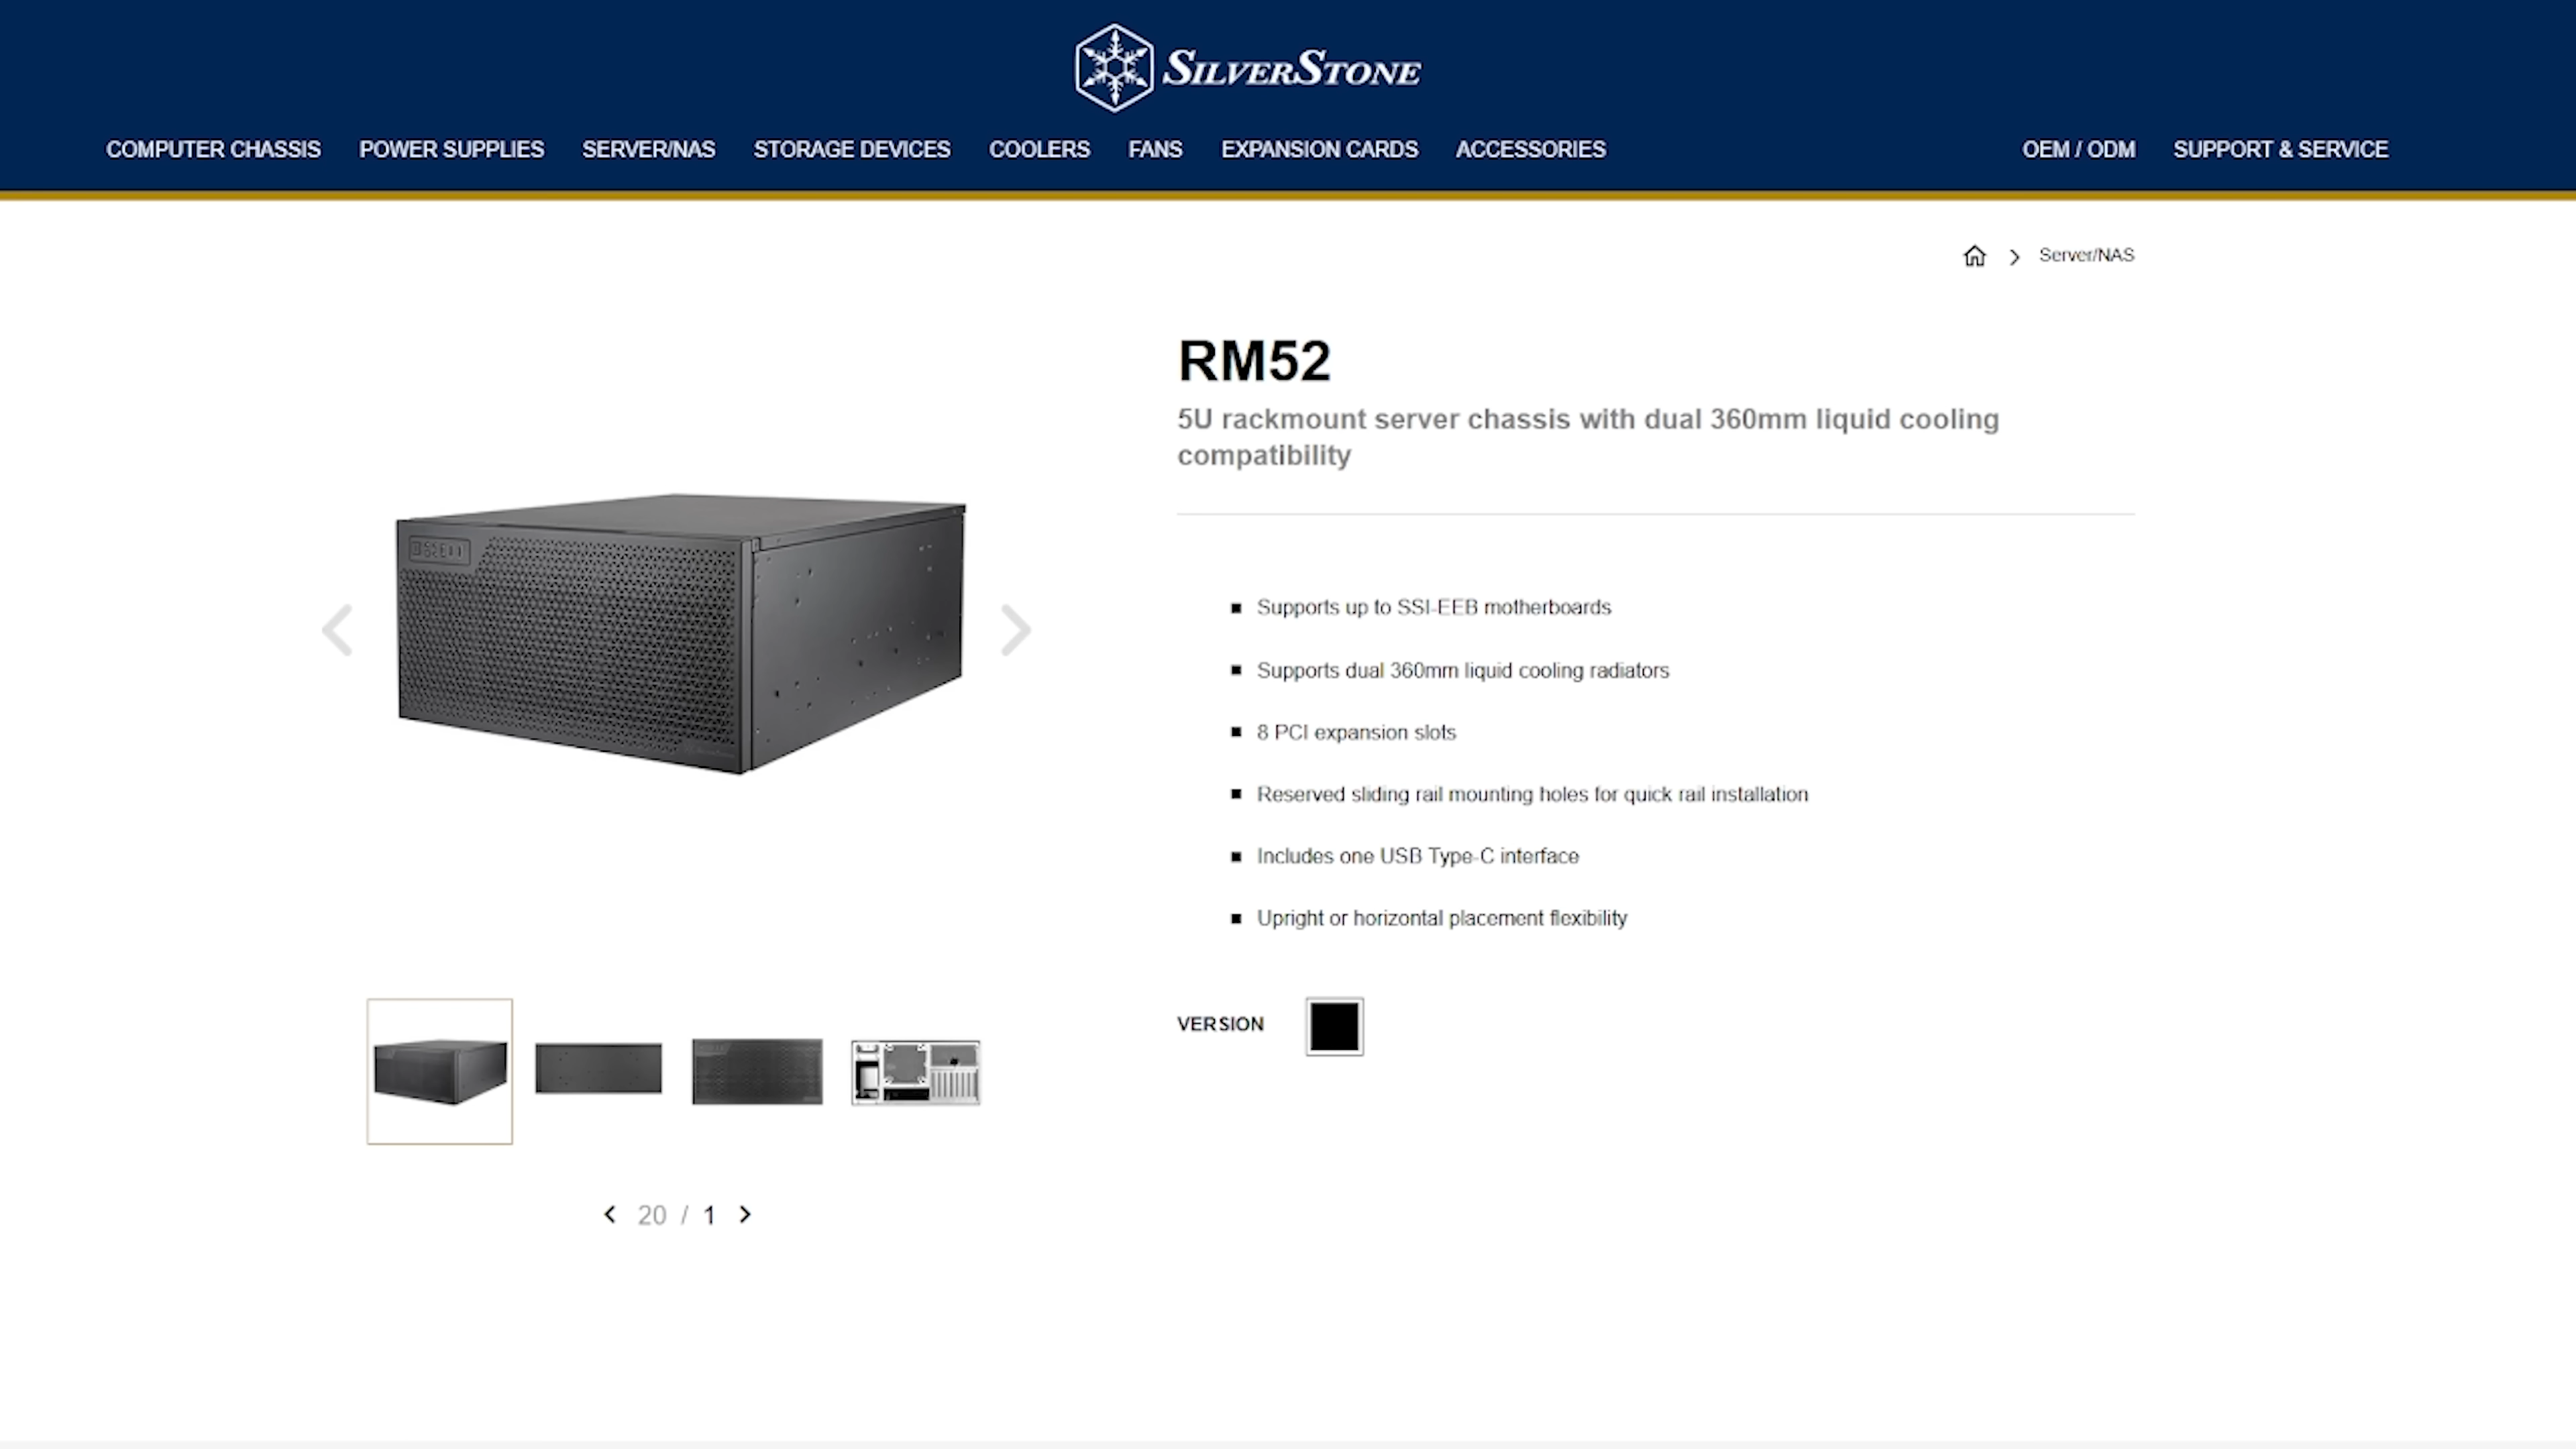 SILVERSTONE
COMPUTER CHASSIS POWER SUPPLIES SERVER/NAS STORAGE DEVICES COOLERS FANS EXPANSION CARDS ACCESSORIES OEM / ODM SUPPORT & SERVICE
Server/NAS
RM52
5U rackmount server chassis with dual 360mm liquid cooling
compatibility
Supports up to SSI-EEB motherboards
Supports dual 360mm liquid cooling radiators
8 PCI expansion slots
Reserved sliding rail mounting holes for quick rail installation
Includes one USB Type-C interface
Upright or horizontal placement flexibility
VERSION
20 / 1